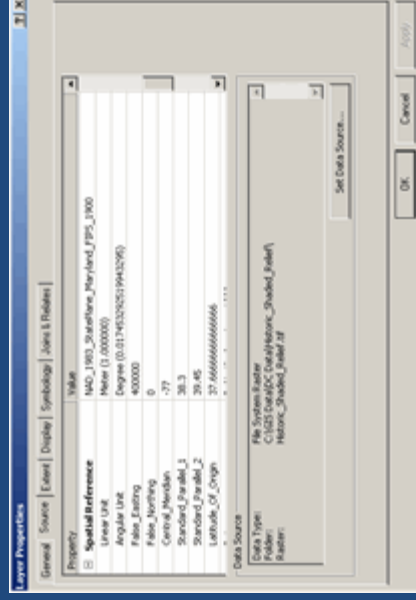 Layer Properties
General Source Extent Display Symbology Joins & Relates
Property Value
Spatial Reference NAD_1983_StatePlane_Maryland_FIPS_1900
Linear Unit Meter (1.000000)
Angular Unit Degree (0.017453292519943295)
False_Easting 400000
False_Northing 0
Central_Meridian -77
Standard_Parallel_1 38.3
Standard_Parallel_2 39.45
Latitude_Of_Origin 37.66666666666666
Data Source
Data Type: File System Raster
Folder: C:\GIS Data\DC Data\Historic_Shaded_Relief\
Raster: Historic_Shaded_Relief.tif
Set Data Source...
OK Cancel Apply